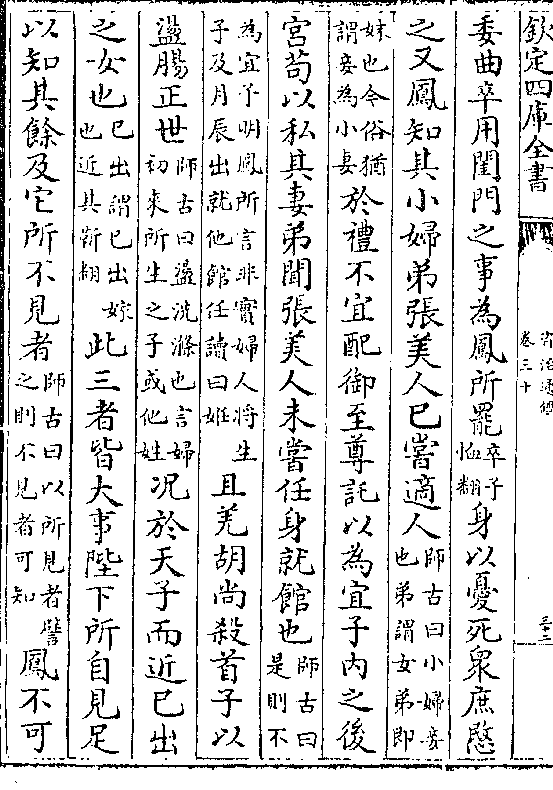 欽定四庫全書
資治通鑑
卷三十
三十二
委曲卒用閨門之事為鳳所罷卒子恤翻身以憂死衆庶愍
之又鳳知其小婦弟張美人已嘗適人師古曰小婦妾也弟謂女弟即
妹也今俗猶謂妾為小妻於禮不宜配御至尊託以為宜子内之後
宮苟以私其妻弟聞張美人未嘗任身就館也師古曰是則不
為宜子明鳳所言非實婦人將生子及月辰出就他館任讀曰姙且羌胡尚殺首子以
盪腸正世師古曰盪洗滌也言婦初來所生之子或他姓况於天子而近已出
之女也已出謂已出嫁也近其靳翻此三者皆大事陛下所自見足
以知其餘及它所不見者師古曰以所見者譬之則不見者可知鳳不可